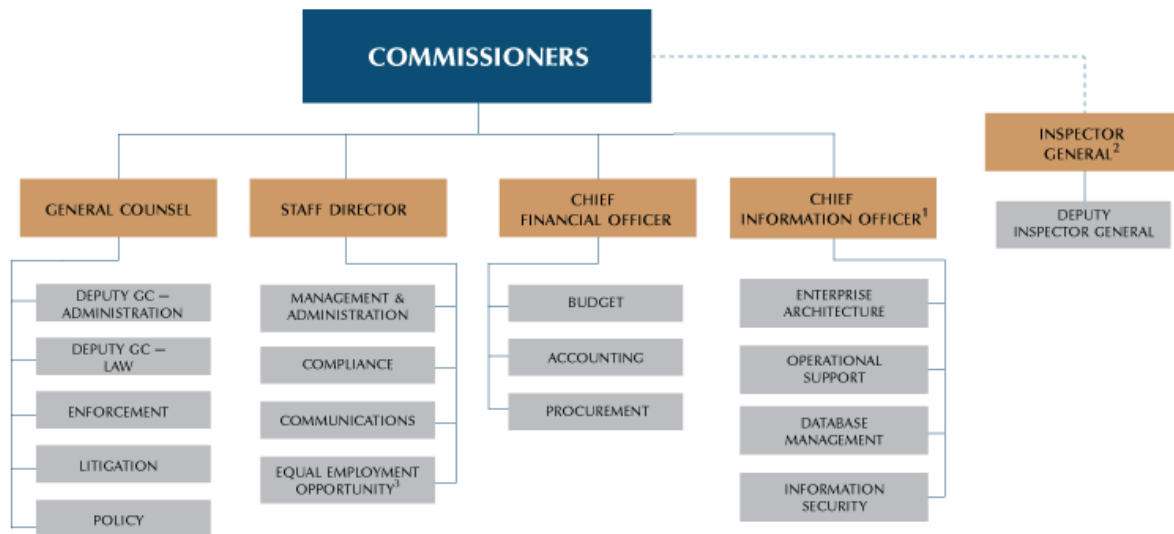 COMMISSIONERS
INSPECTOR
GENERAL²
DEPUTY
INSPECTOR GENERAL
GENERAL COUNSEL
DEPUTY GC –
ADMINISTRATION
DEPUTY GC –
LAW
ENFORCEMENT
LITIGATION
POLICY
STAFF DIRECTOR
MANAGEMENT &
ADMINISTRATION
COMPLIANCE
COMMUNICATIONS
EQUAL EMPLOYMENT
OPPORTUNITY³
CHIEF
FINANCIAL OFFICER
BUDGET
ACCOUNTING
PROCUREMENT
CHIEF
INFORMATION OFFICER¹
ENTERPRISE
ARCHITECTURE
OPERATIONAL
SUPPORT
DATABASE
MANAGEMENT
INFORMATION
SECURITY